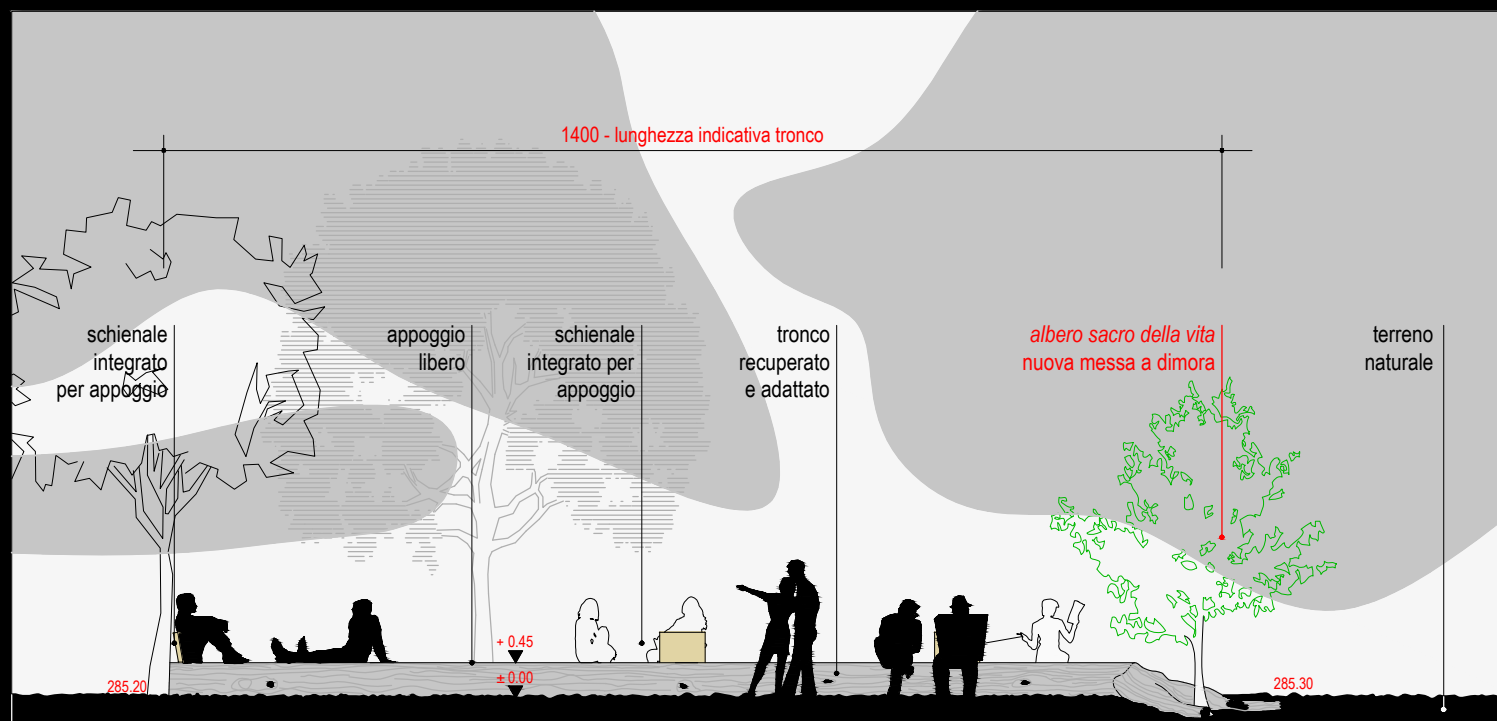 1400 - lunghezza indicativa tronco
schienale
integrato
per appoggio
appoggio
libero
schienale
integrato per
appoggio
tronco
recuperato
e adattato
albero sacro della vita
nuova messa a dimora
terreno
naturale
+ 0.45
± 0.00
285.20
285.30